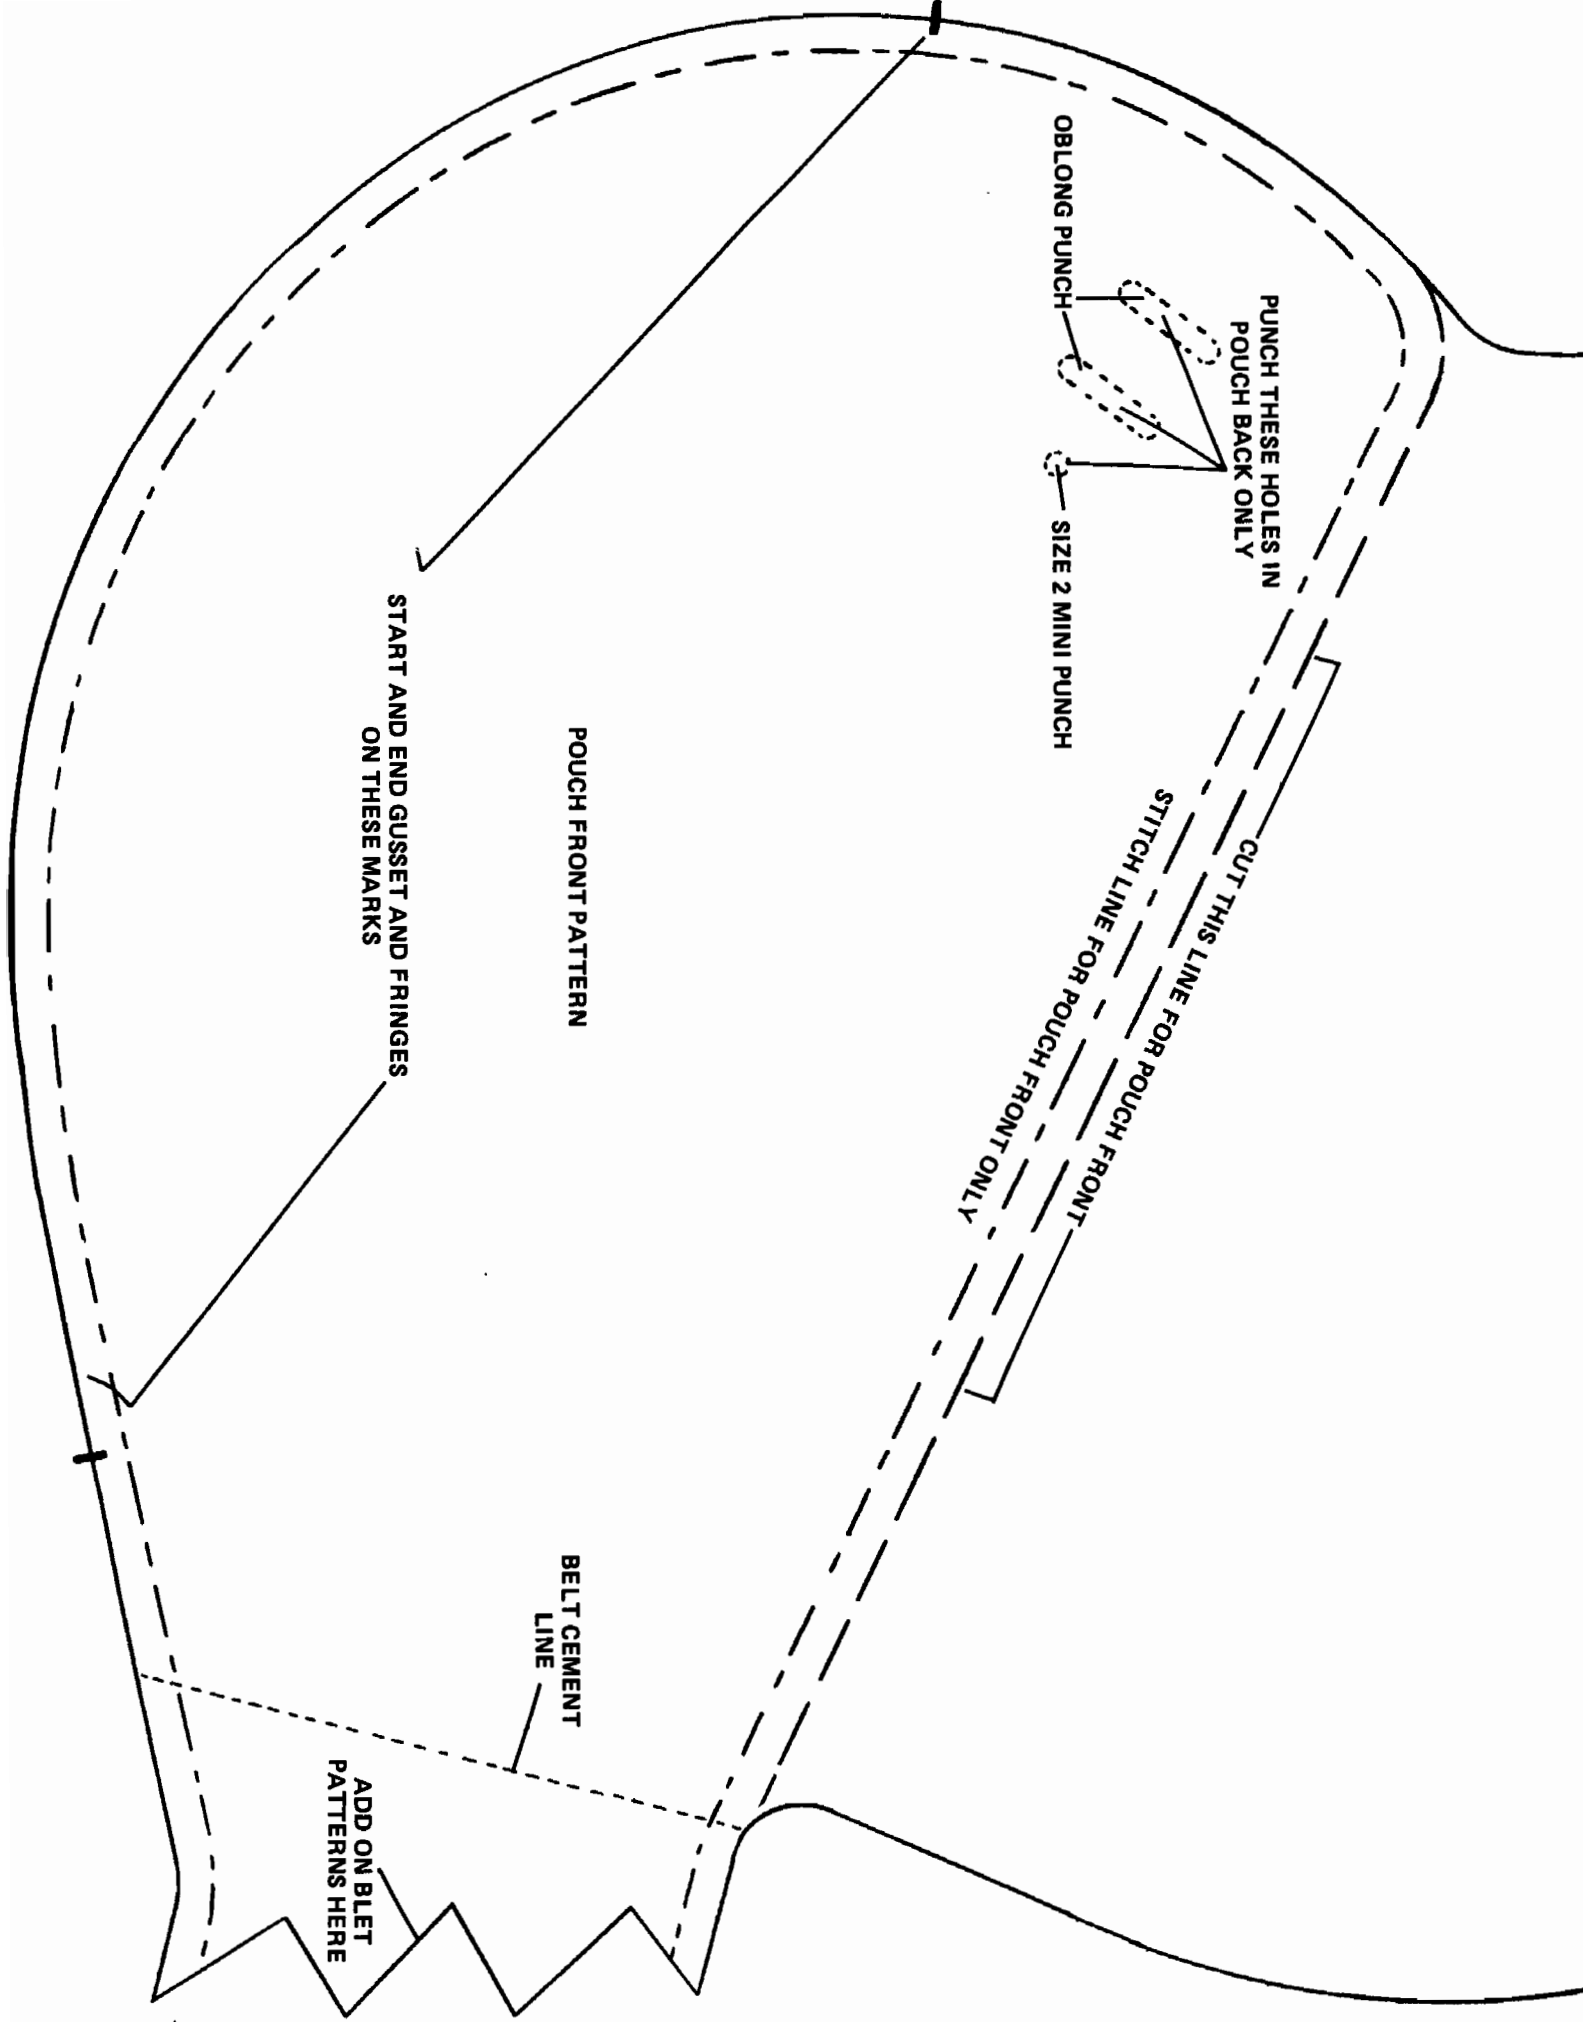 PUNCH THESE HOLES IN
POUCH BACK ONLY
OBLONG PUNCH
SIZE 2 MINI PUNCH
CUT THIS LINE FOR POUCH FRONT
STITCH LINE FOR POUCH FRONT ONLY
POUCH FRONT PATTERN
START AND END GUSSET AND FRINGES
ON THESE MARKS
BELT CEMENT
LINE
ADD ON BLET
PATTERNS HERE